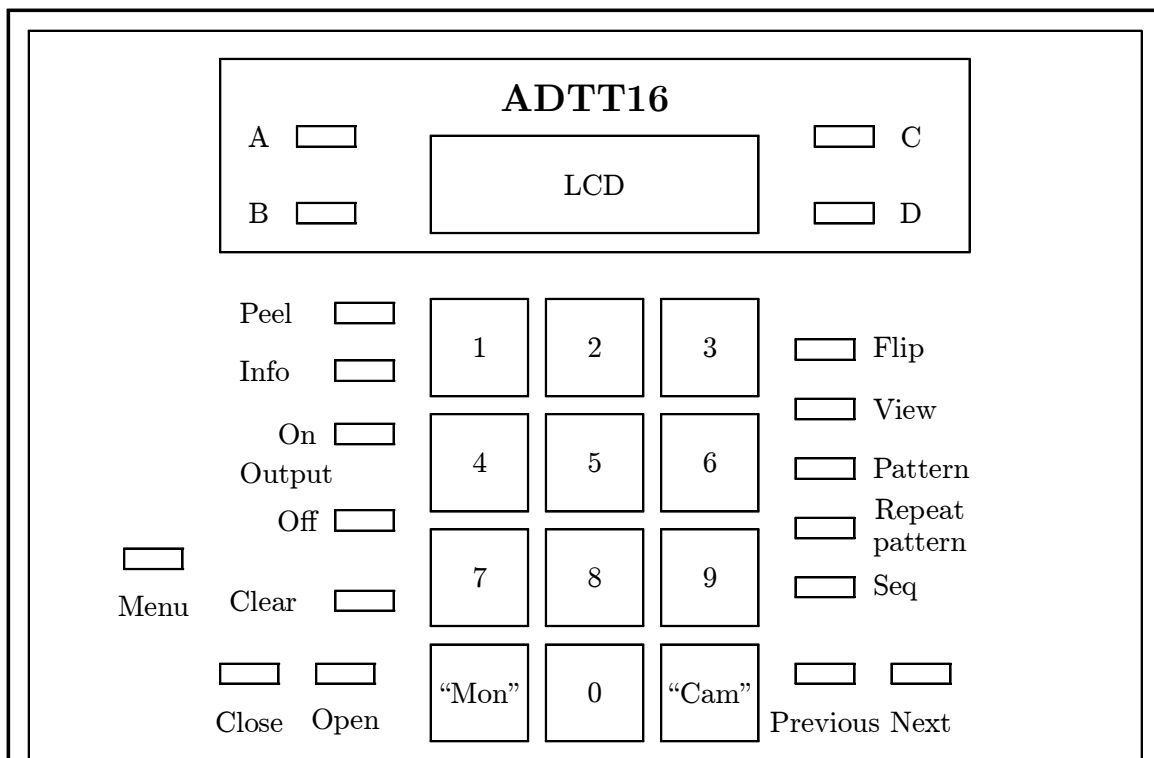 ADTT16
A
C
LCD
B
D
Peel
1
2
3
Flip
Info
View
On
4
5
6
Output
Pattern
Off
Repeat
pattern
7
8
9
Seq
Menu
Clear
“Mon”
0
“Cam”
Close
Open
Previous
Next